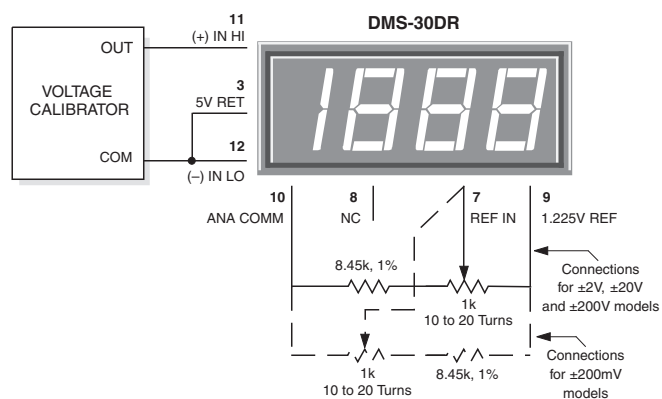 DMS-30DR
11
(+) IN HI
OUT
VOLTAGE
CALIBRATOR
3
5V RET
COM
12
(–) IN LO
1888
10
ANA COMM
8
NC
7
REF IN
9
1.225V REF
8.45k, 1%
1k
10 to 20 Turns
Connections
for ±2V, ±20V
and ±200V models
1k
10 to 20 Turns
8.45k, 1%
Connections
for ±200mV
models